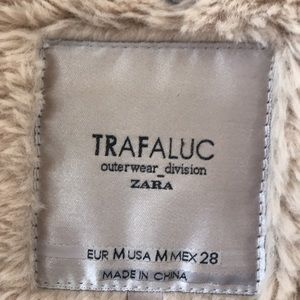 TRAFALUC
outerwear_division
ZARA
EUR M USA M MEX 28
MADE IN CHINA